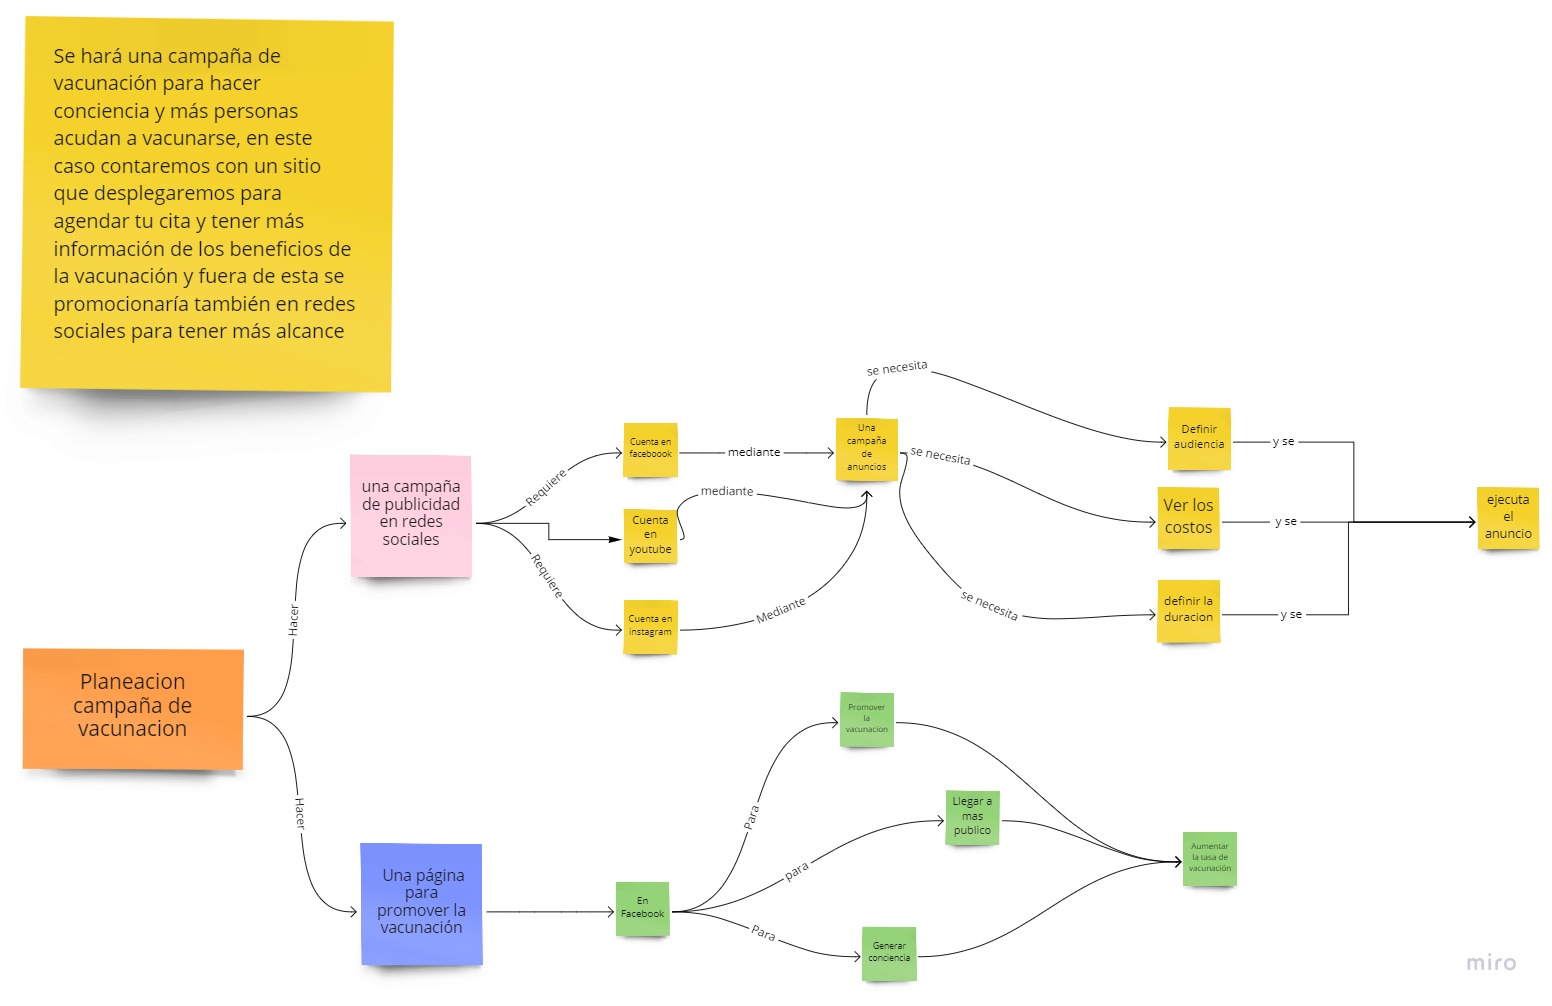 Se hará una campaña de
vacunación para hacer
conciencia y más personas
acudan a vacunarse, en este
caso contaremos con un sitio
que desplegaremos para
agendar tu cita y tener más
información de los beneficios de
la vacunación y fuera de esta se
promocionaría también en redes
sociales para tener más alcance
Planeacion
campaña de
vacunacion
Hacer
una campaña
de publicidad
en redes
sociales
Requiere
Requiere
Cuenta en
faceboook
Cuenta
en
youtube
Cuenta en
instagram
mediante
mediante
Mediante
Una
campaña
de
anuncios
se necesita
se necesita
se necesita
Definir
audiencia
Ver los
costos
definir la
duracion
y se
y se
y se
ejecuta
el
anuncio
Hacer
Una página
para
promover la
vacunación
En
Facebook
Para
para
Para
Promover
la
vacunacion
Llegar a
mas
publico
Generar
conciencia
Aumentar
la tasa de
vacunación
miro